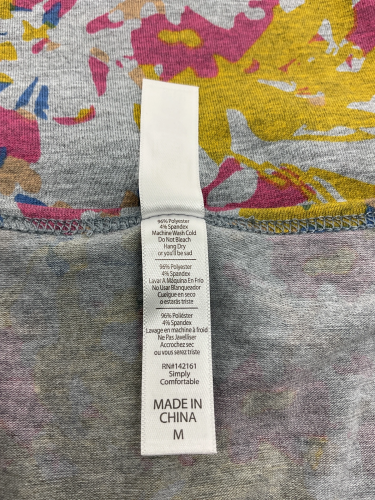 96% Polyester
4% Spandex
Machine Wash Cold
Do Not Bleach
Hang Dry
or you'll be sad
96% Polyester
4% Spandex
Lavar A Máquina En Frio
No Usar Blanqueador
Cuelgue en seco
o estarás triste
96% Poliéster
4% Spandex
Lavage en machine à froid
Ne Pas Javelliser
Accrochez sec
ou vous serez triste
RN#142161
Simply
Comfortable
MADE IN
CHINA
M